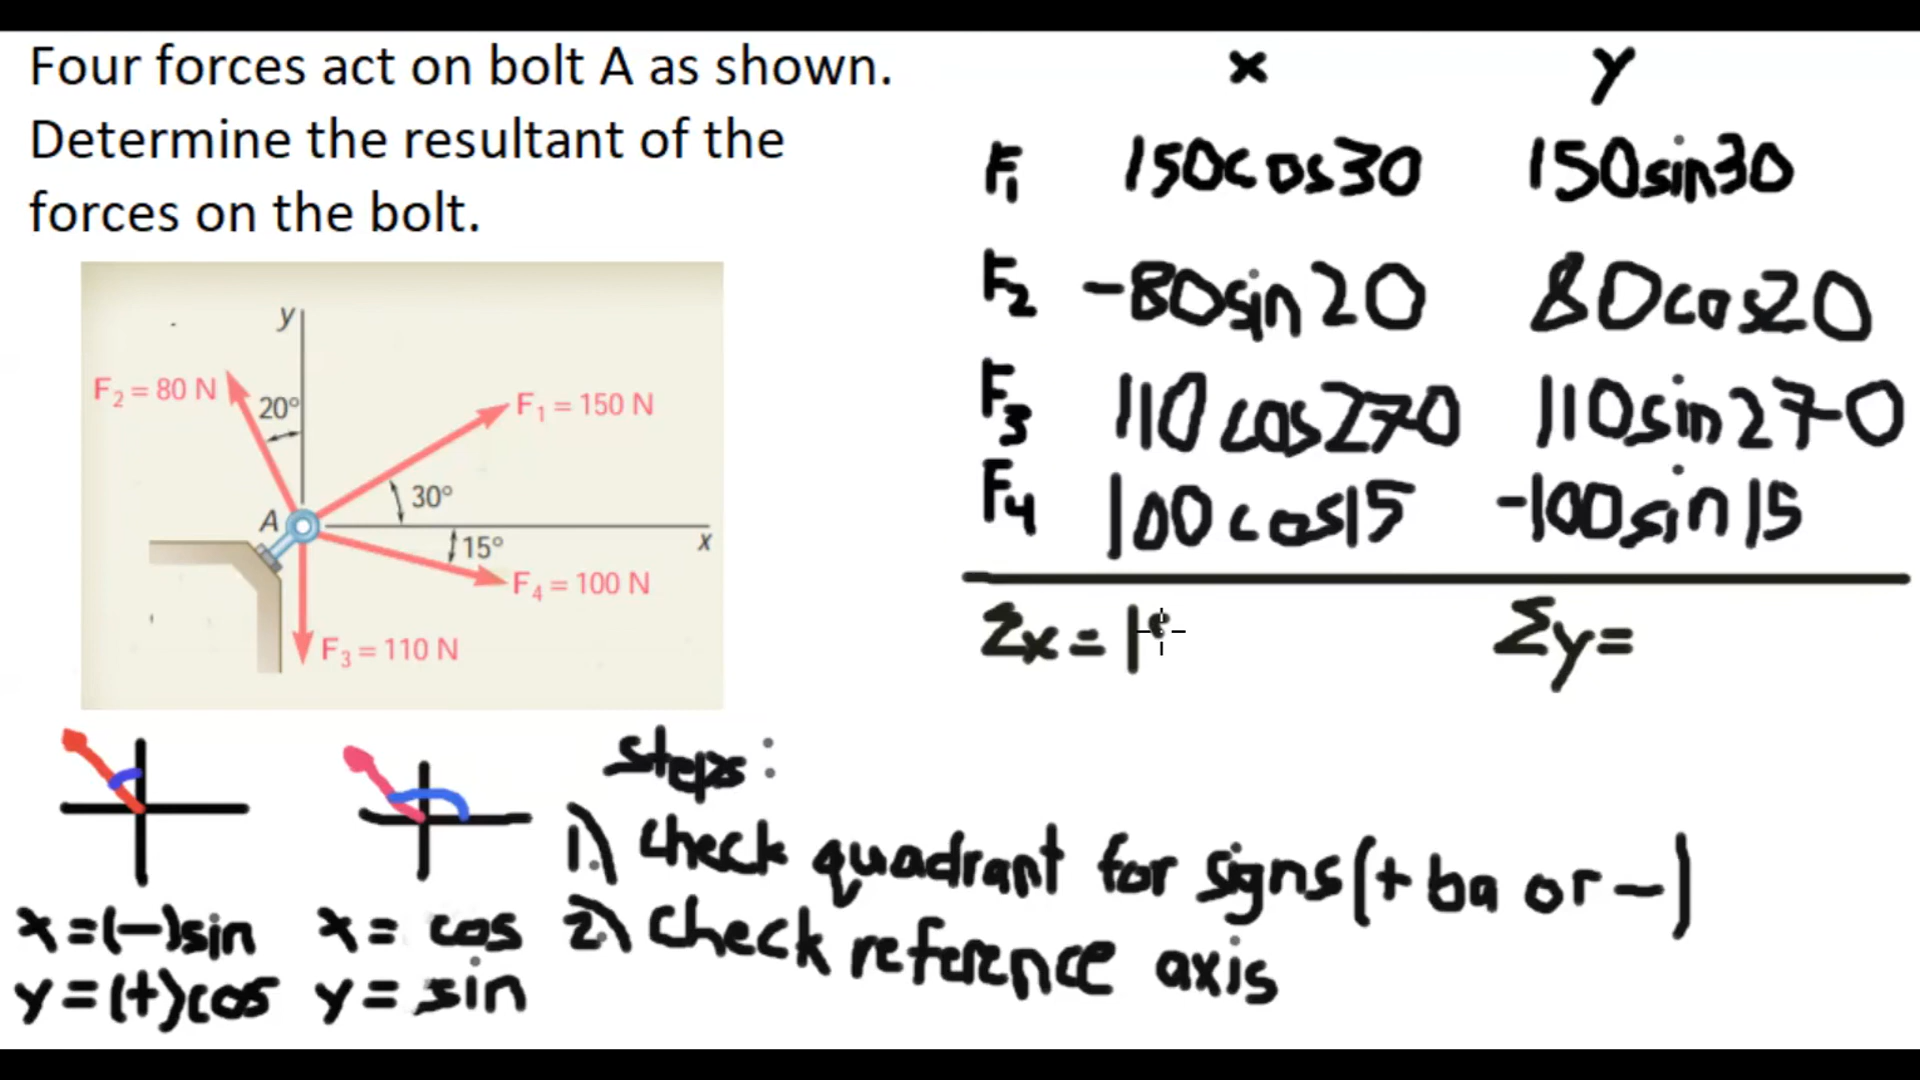 Four forces act on bolt A as shown.
Determine the resultant of the
forces on the bolt.
y
F₂ = 80 N
20°
F₁ = 150 N
A
30°
15°
x
F₄ = 100 N
F₃ = 110 N
x y
F₁ 150cos30 150sin30
F₂ -80sin20 80cos20
F₃ 110cos270 110sin270
F₄ 100cos15 -100sin15
Σx = 1 Σy=
x=(-)sin
y=(+)cos
x= cos
y= sin
steps:
1.) Check quadrant for signs(+ ba or -)
2.) Check reference axis